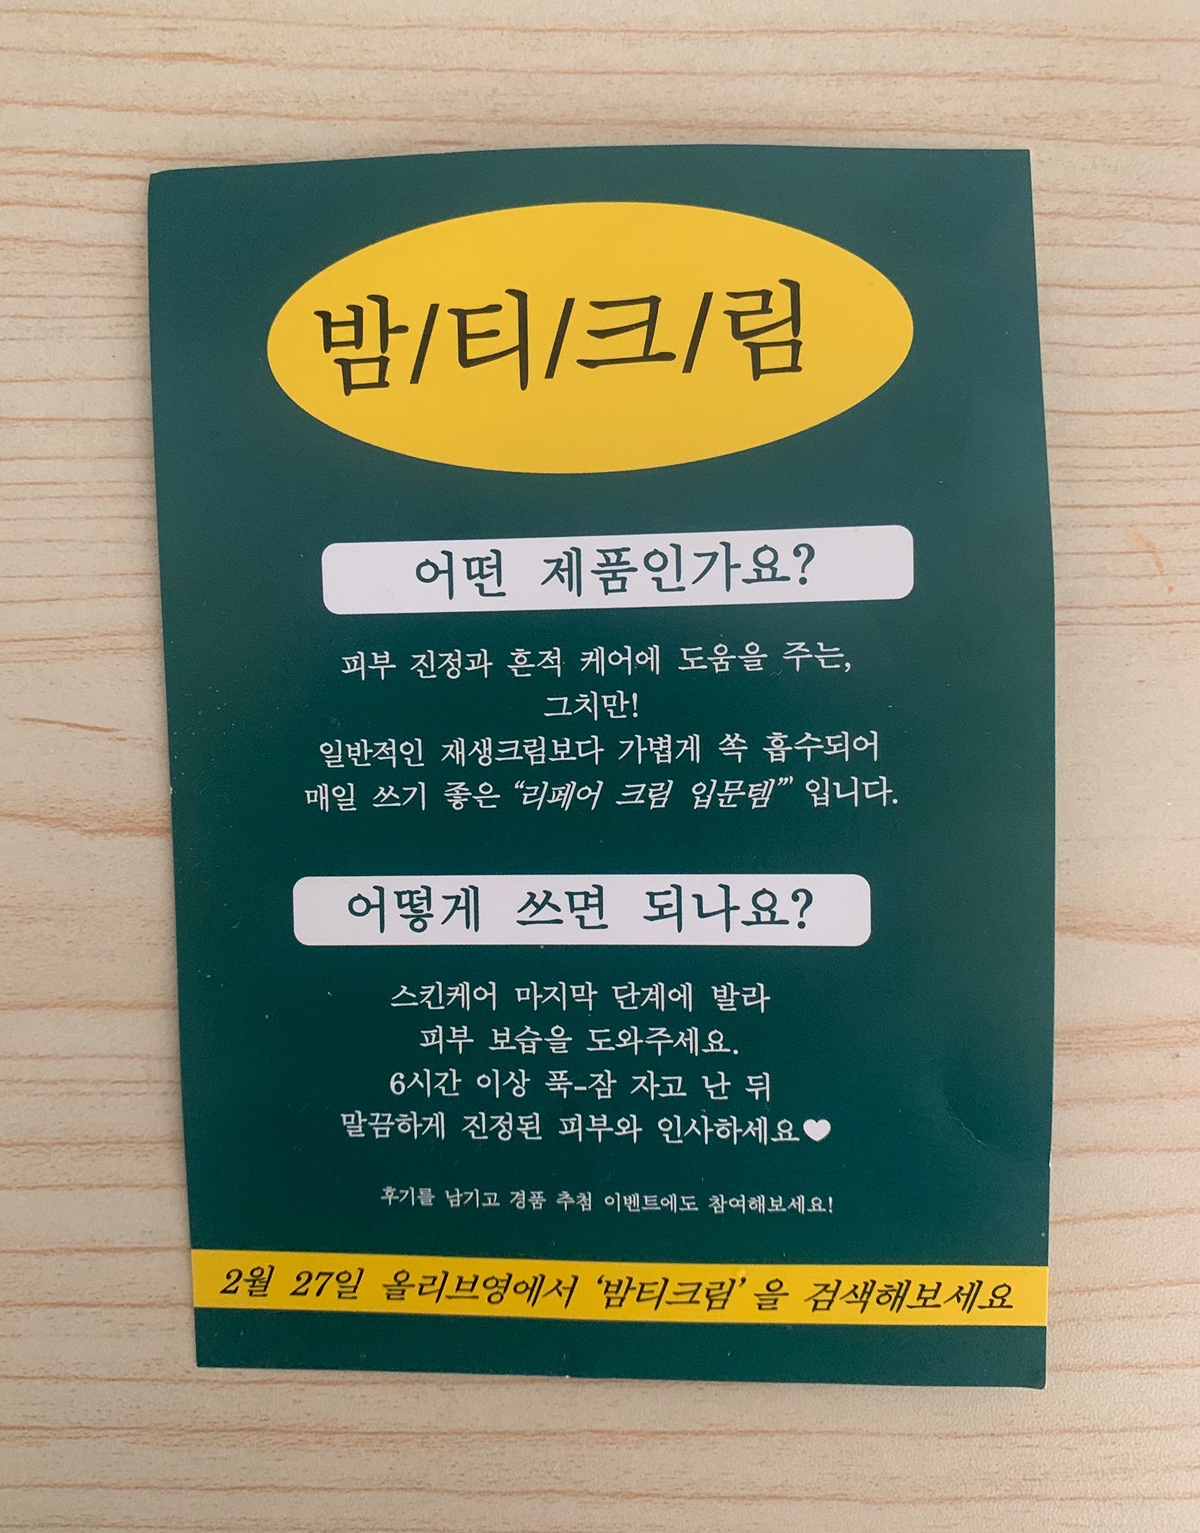 밤/티/크/림
어떤 제품인가요?
피부 진정과 흔적 케어에 도움을 주는,
그치만!
일반적인 재생크림보다 가볍게 쏙 흡수되어
매일 쓰기 좋은 “리페어 크림 입문템”’ 입니다.
어떻게 쓰면 되나요?
스킨케어 마지막 단계에 발라
피부 보습을 도와주세요.
6시간 이상 푹-잠 자고 난 뒤
말끔하게 진정된 피부와 인사하세요♥
후기를 남기고 경품 추첨 이벤트에도 참여해보세요!
2월 27일 올리브영에서 ‘밤티크림’을 검색해보세요